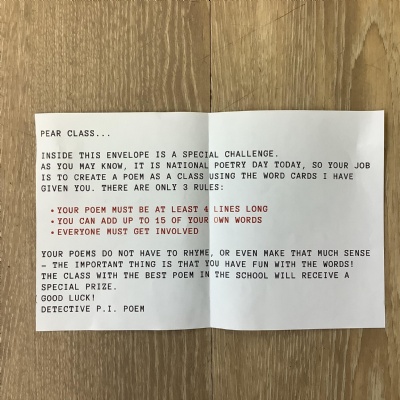 PEAR CLASS...
INSIDE THIS ENVELOPE IS A SPECIAL CHALLENGE.
AS YOU MAY KNOW, IT IS NATIONAL POETRY DAY TODAY, SO YOUR JOB
IS TO CREATE A POEM AS A CLASS USING THE WORD CARDS I HAVE
GIVEN YOU. THERE ARE ONLY 3 RULES:
• YOUR POEM MUST BE AT LEAST 4 LINES LONG
• YOU CAN ADD UP TO 15 OF YOUR OWN WORDS
• EVERYONE MUST GET INVOLVED
YOUR POEMS DO NOT HAVE TO RHYME, OR EVEN MAKE THAT MUCH SENSE
– THE IMPORTANT THING IS THAT YOU HAVE FUN WITH THE WORDS!
THE CLASS WITH THE BEST POEM IN THE SCHOOL WILL RECEIVE A
SPECIAL PRIZE.
GOOD LUCK!
DETECTIVE P.I. POEM